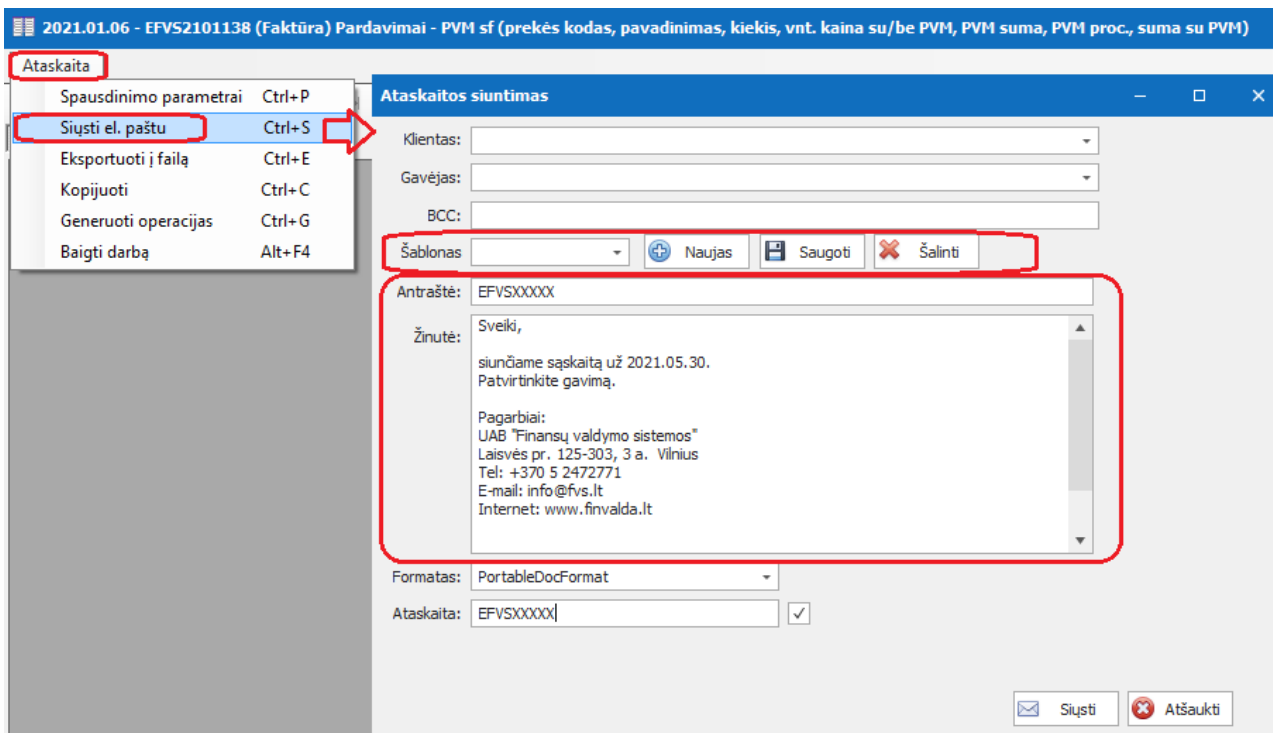 2021.01.06 - EFVS2101138 (Faktūra) Pardavimai - PVM sf (prekės kodas, pavadinimas, kiekis, vnt. kaina su/be PVM, PVM suma, PVM proc., suma su PVM)
Ataskaita
Spausdinimo parametrai Ctrl+P
Siųsti el. paštu Ctrl+S
Eksportuoti į failą Ctrl+E
Kopijuoti Ctrl+C
Generuoti operacijas Ctrl+G
Baigti darbą Alt+F4
Ataskaitos siuntimas
Klientas:
Gavėjas:
BCC:
Šablonas Naujas Saugoti Šalinti
Antraštė: EFVSXXXXX
Žinutė:
Sveiki,
siunčiame sąskaitą už 2021.05.30.
Patvirtinkite gavimą.
Pagarbiai:
UAB "Finansų valdymo sistemos"
Laisvės pr. 125-303, 3 a. Vilnius
Tel: +370 5 2472771
E-mail: info@fvs.lt
Internet: www.finvalda.lt
Formatas: PortableDocFormat
Ataskaita: EFVSXXXXX
Siųsti Atšaukti